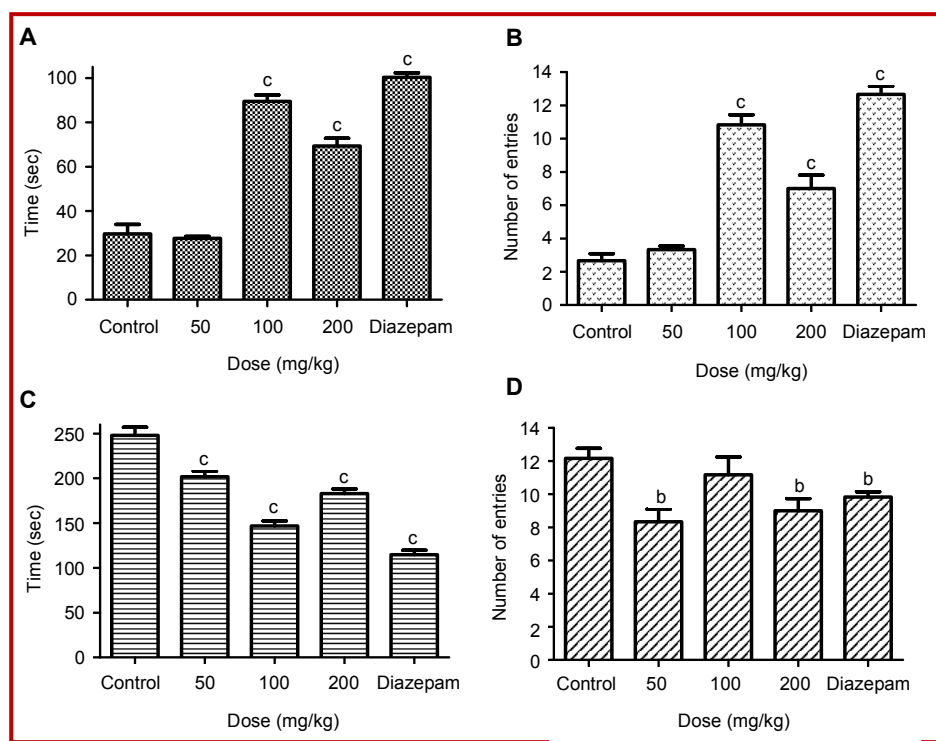 A
Time (sec)
100
80
60
40
20
0
c
c
c
Control 50 100 200 Diazepam
Dose (mg/kg)
B
Number of entries
14
12
10
8
6
4
2
0
c
c
c
Control 50 100 200 Diazepam
Dose (mg/kg)
C
Time (sec)
250
200
150
100
50
0
c
c
c
c
Control 50 100 200 Diazepam
Dose (mg/kg)
D
Number of entries
14
12
10
8
6
4
2
0
b
b
b
Control 50 100 200 Diazepam
Dose (mg/kg)